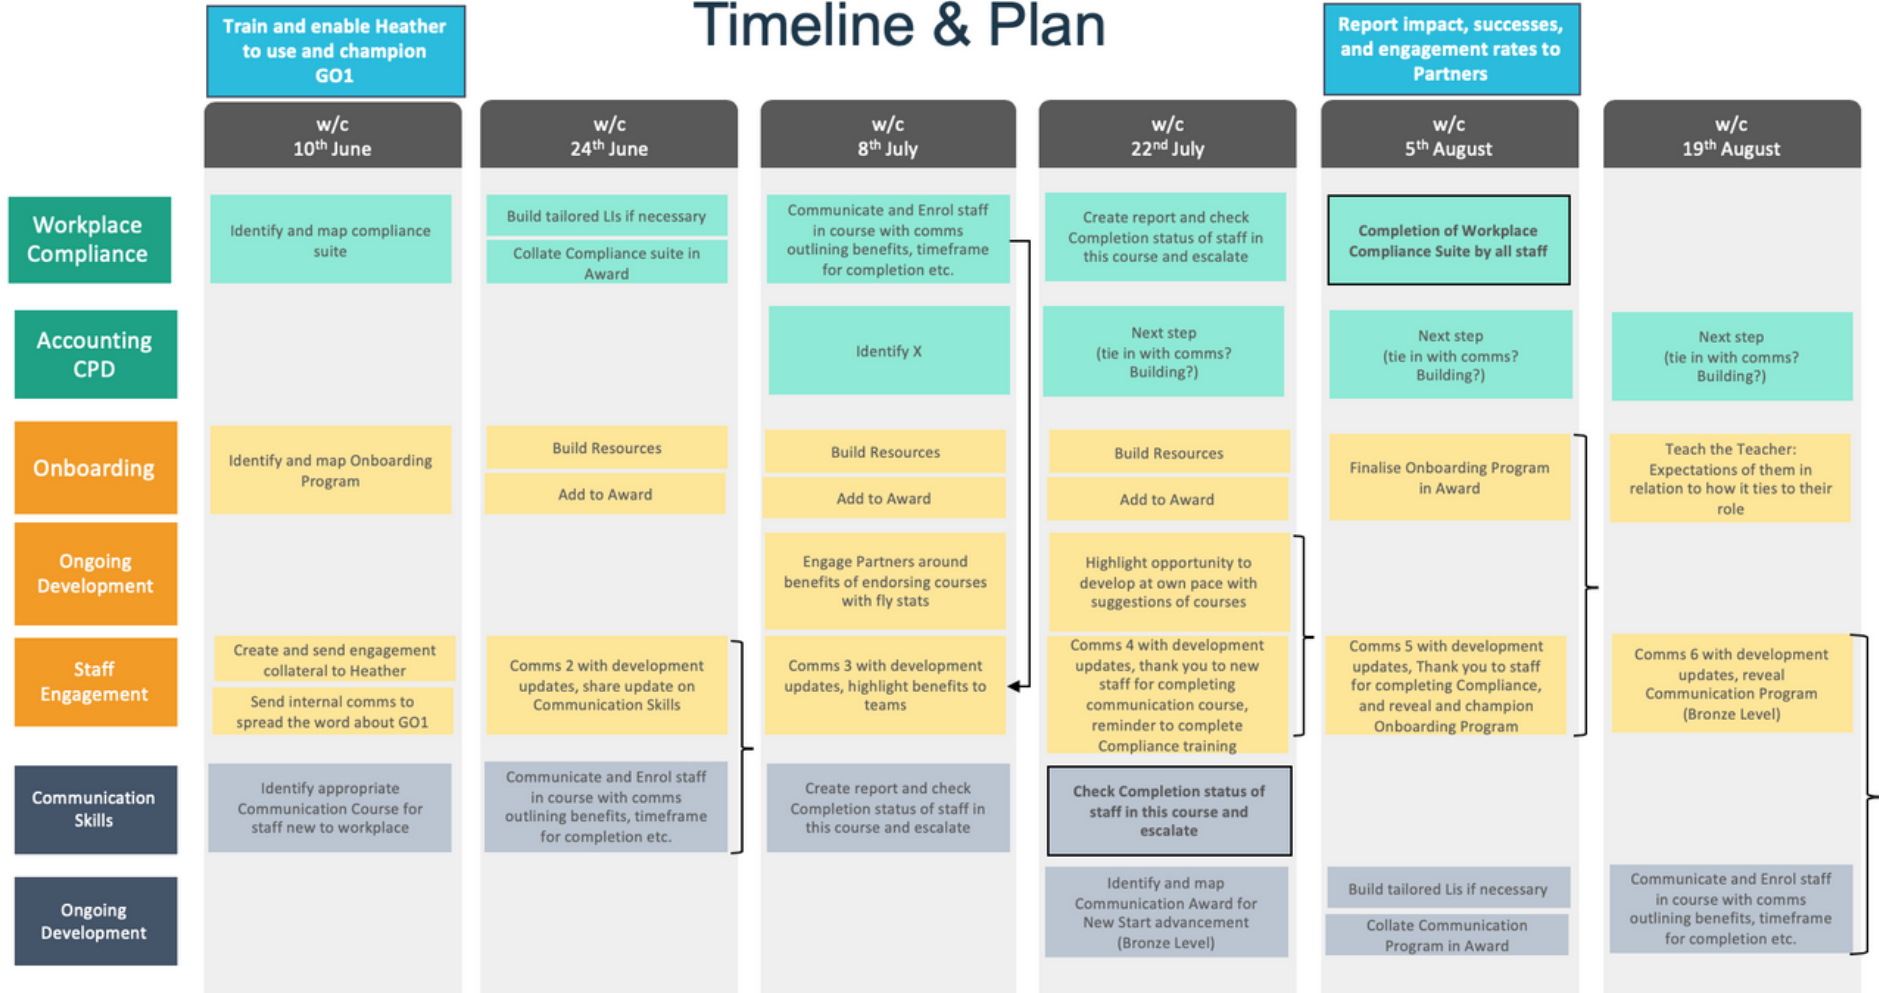 Timeline & Plan
Train and enable Heather
to use and champion
GO1
Report impact, successes,
and engagement rates to
Partners
w/c
10th June
w/c
24th June
w/c
8th July
w/c
22nd July
w/c
5th August
w/c
19th August
Workplace
Compliance
Identify and map compliance
suite
Build tailored LIs if necessary
Collate Compliance suite in
Award
Communicate and Enrol staff
in course with comms
outlining benefits, timeframe
for completion etc.
Create report and check
Completion status of staff in
this course and escalate
Completion of Workplace
Compliance Suite by all staff
Accounting
CPD
Identify X
Next step
(tie in with comms?
Building?)
Next step
(tie in with comms?
Building?)
Next step
(tie in with comms?
Building?)
Onboarding
Identify and map Onboarding
Program
Build Resources
Add to Award
Build Resources
Add to Award
Build Resources
Add to Award
Finalise Onboarding Program
in Award
Teach the Teacher:
Expectations of them in
relation to how it ties to their
role
Ongoing
Development
Engage Partners around
benefits of endorsing courses
with fly stats
Highlight opportunity to
develop at own pace with
suggestions of courses
Staff
Engagement
Create and send engagement
collateral to Heather
Send internal comms to
spread the word about GO1
Comms 2 with development
updates, share update on
Communication Skills
Comms 3 with development
updates, highlight benefits to
teams
Comms 4 with development
updates, thank you to new
staff for completing
communication course,
reminder to complete
Compliance training
Comms 5 with development
updates, Thank you to staff
for completing Compliance,
and reveal and champion
Onboarding Program
Comms 6 with development
updates, reveal
Communication Program
(Bronze Level)
Communication
Skills
Identify appropriate
Communication Course for
staff new to workplace
Communicate and Enrol staff
in course with comms
outlining benefits, timeframe
for completion etc.
Create report and check
Completion status of staff in
this course and escalate
Check Completion status of
staff in this course and
escalate
Ongoing
Development
Identify and map
Communication Award for
New Start advancement
(Bronze Level)
Build tailored Lis if necessary
Collate Communication
Program in Award
Communicate and Enrol staff
in course with comms
outlining benefits, timeframe
for completion etc.